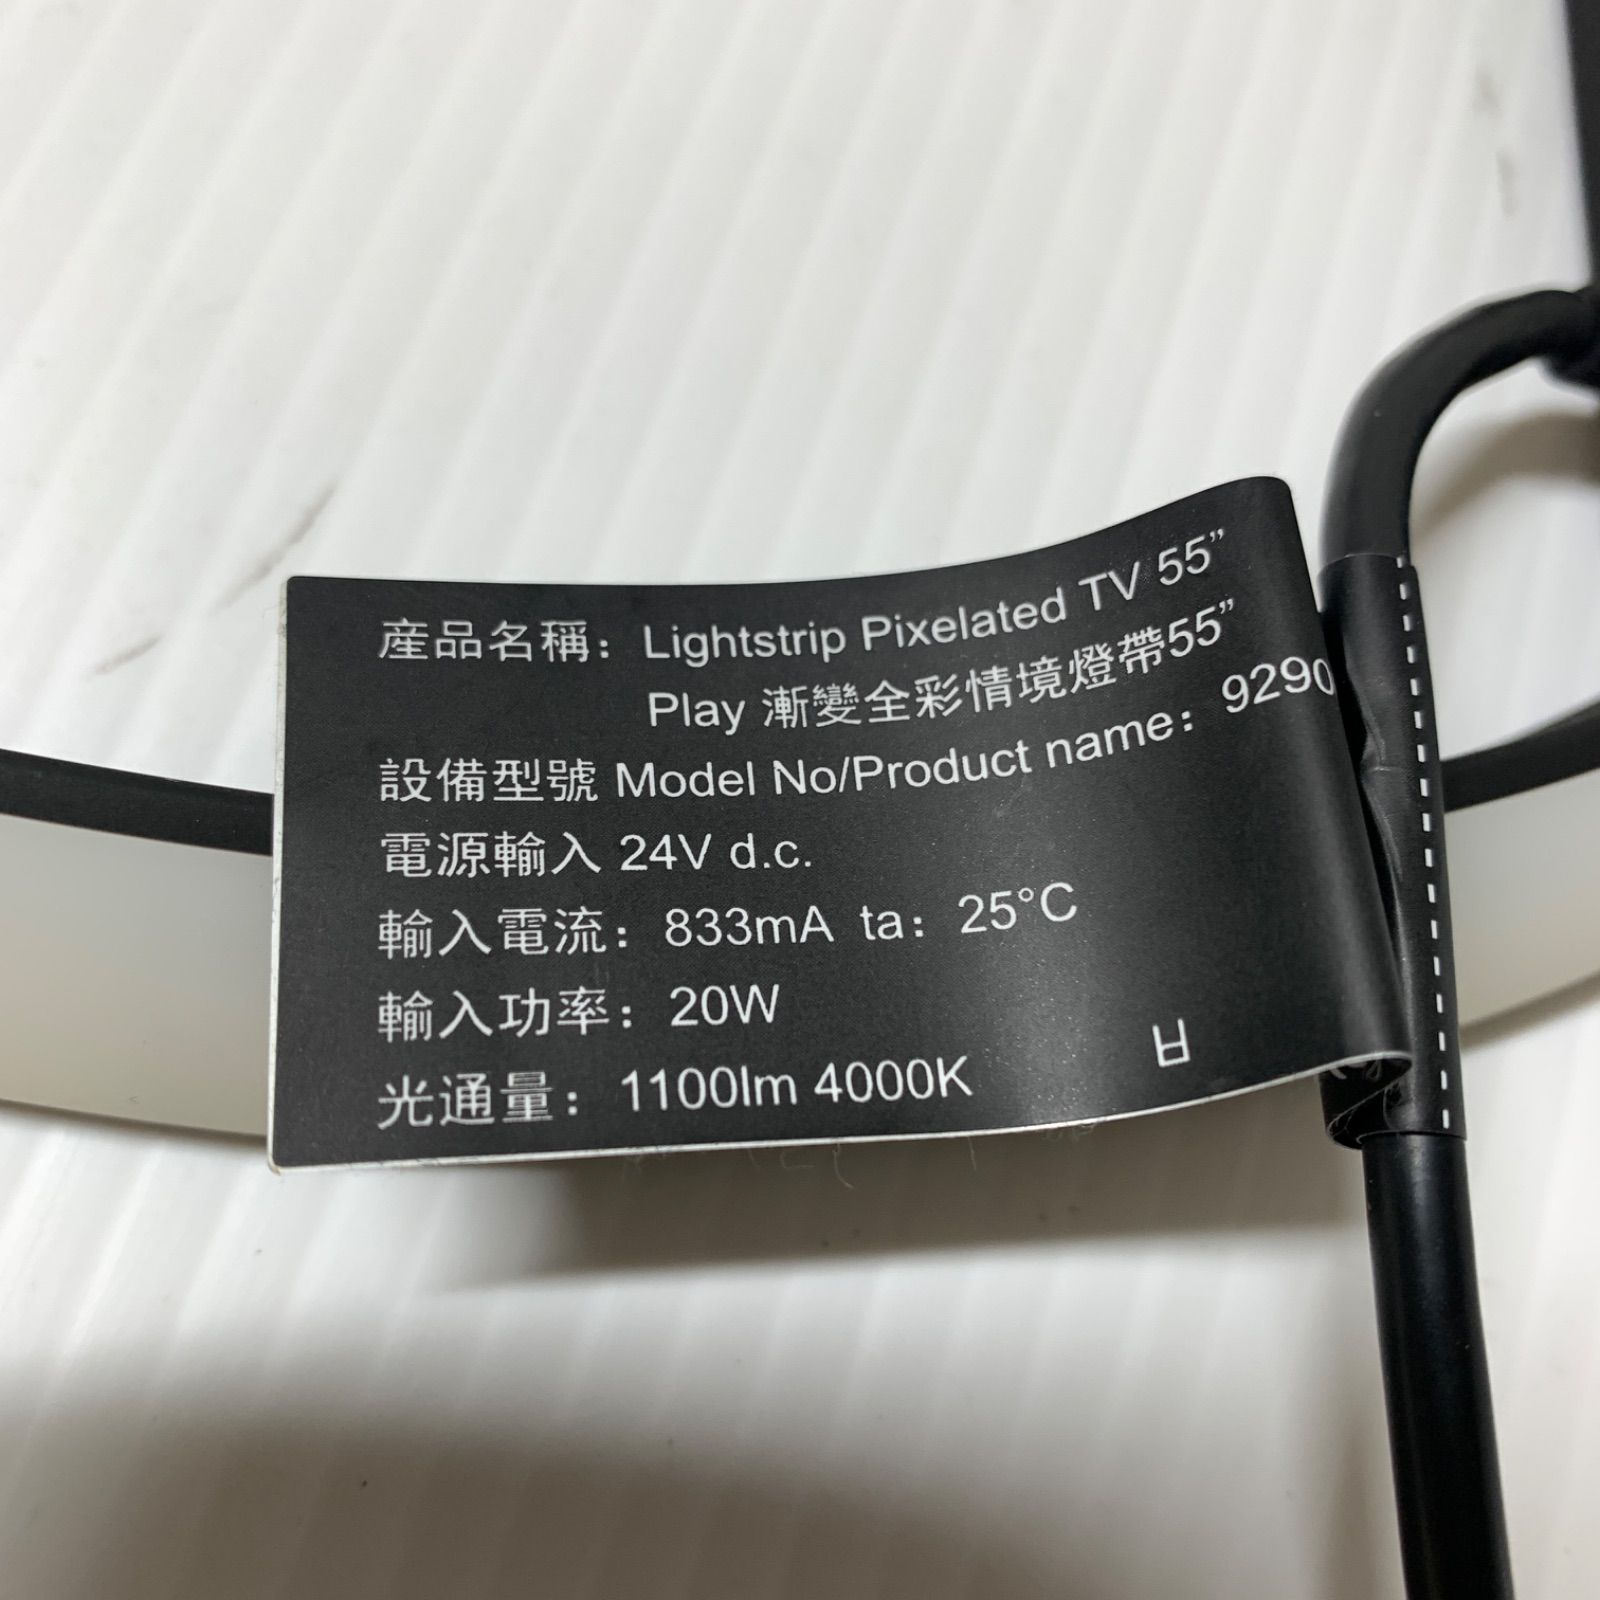 産品名稱：Lightstrip Pixelated TV 55”
Play 漸變全彩情境燈帶55”
設備型號 Model No/Product name：9290
電源輸入 24V d.c.
輸入電流：833mA ta：25°C
輸入功率：20W
光通量：1100lm 4000K